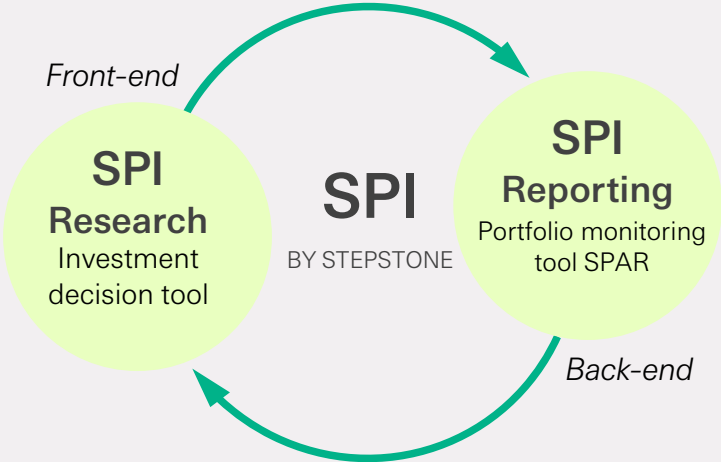 Front-end
SPI
Research
Investment
decision tool
SPI
BY STEPSTONE
SPI
Reporting
Portfolio monitoring
tool SPAR
Back-end